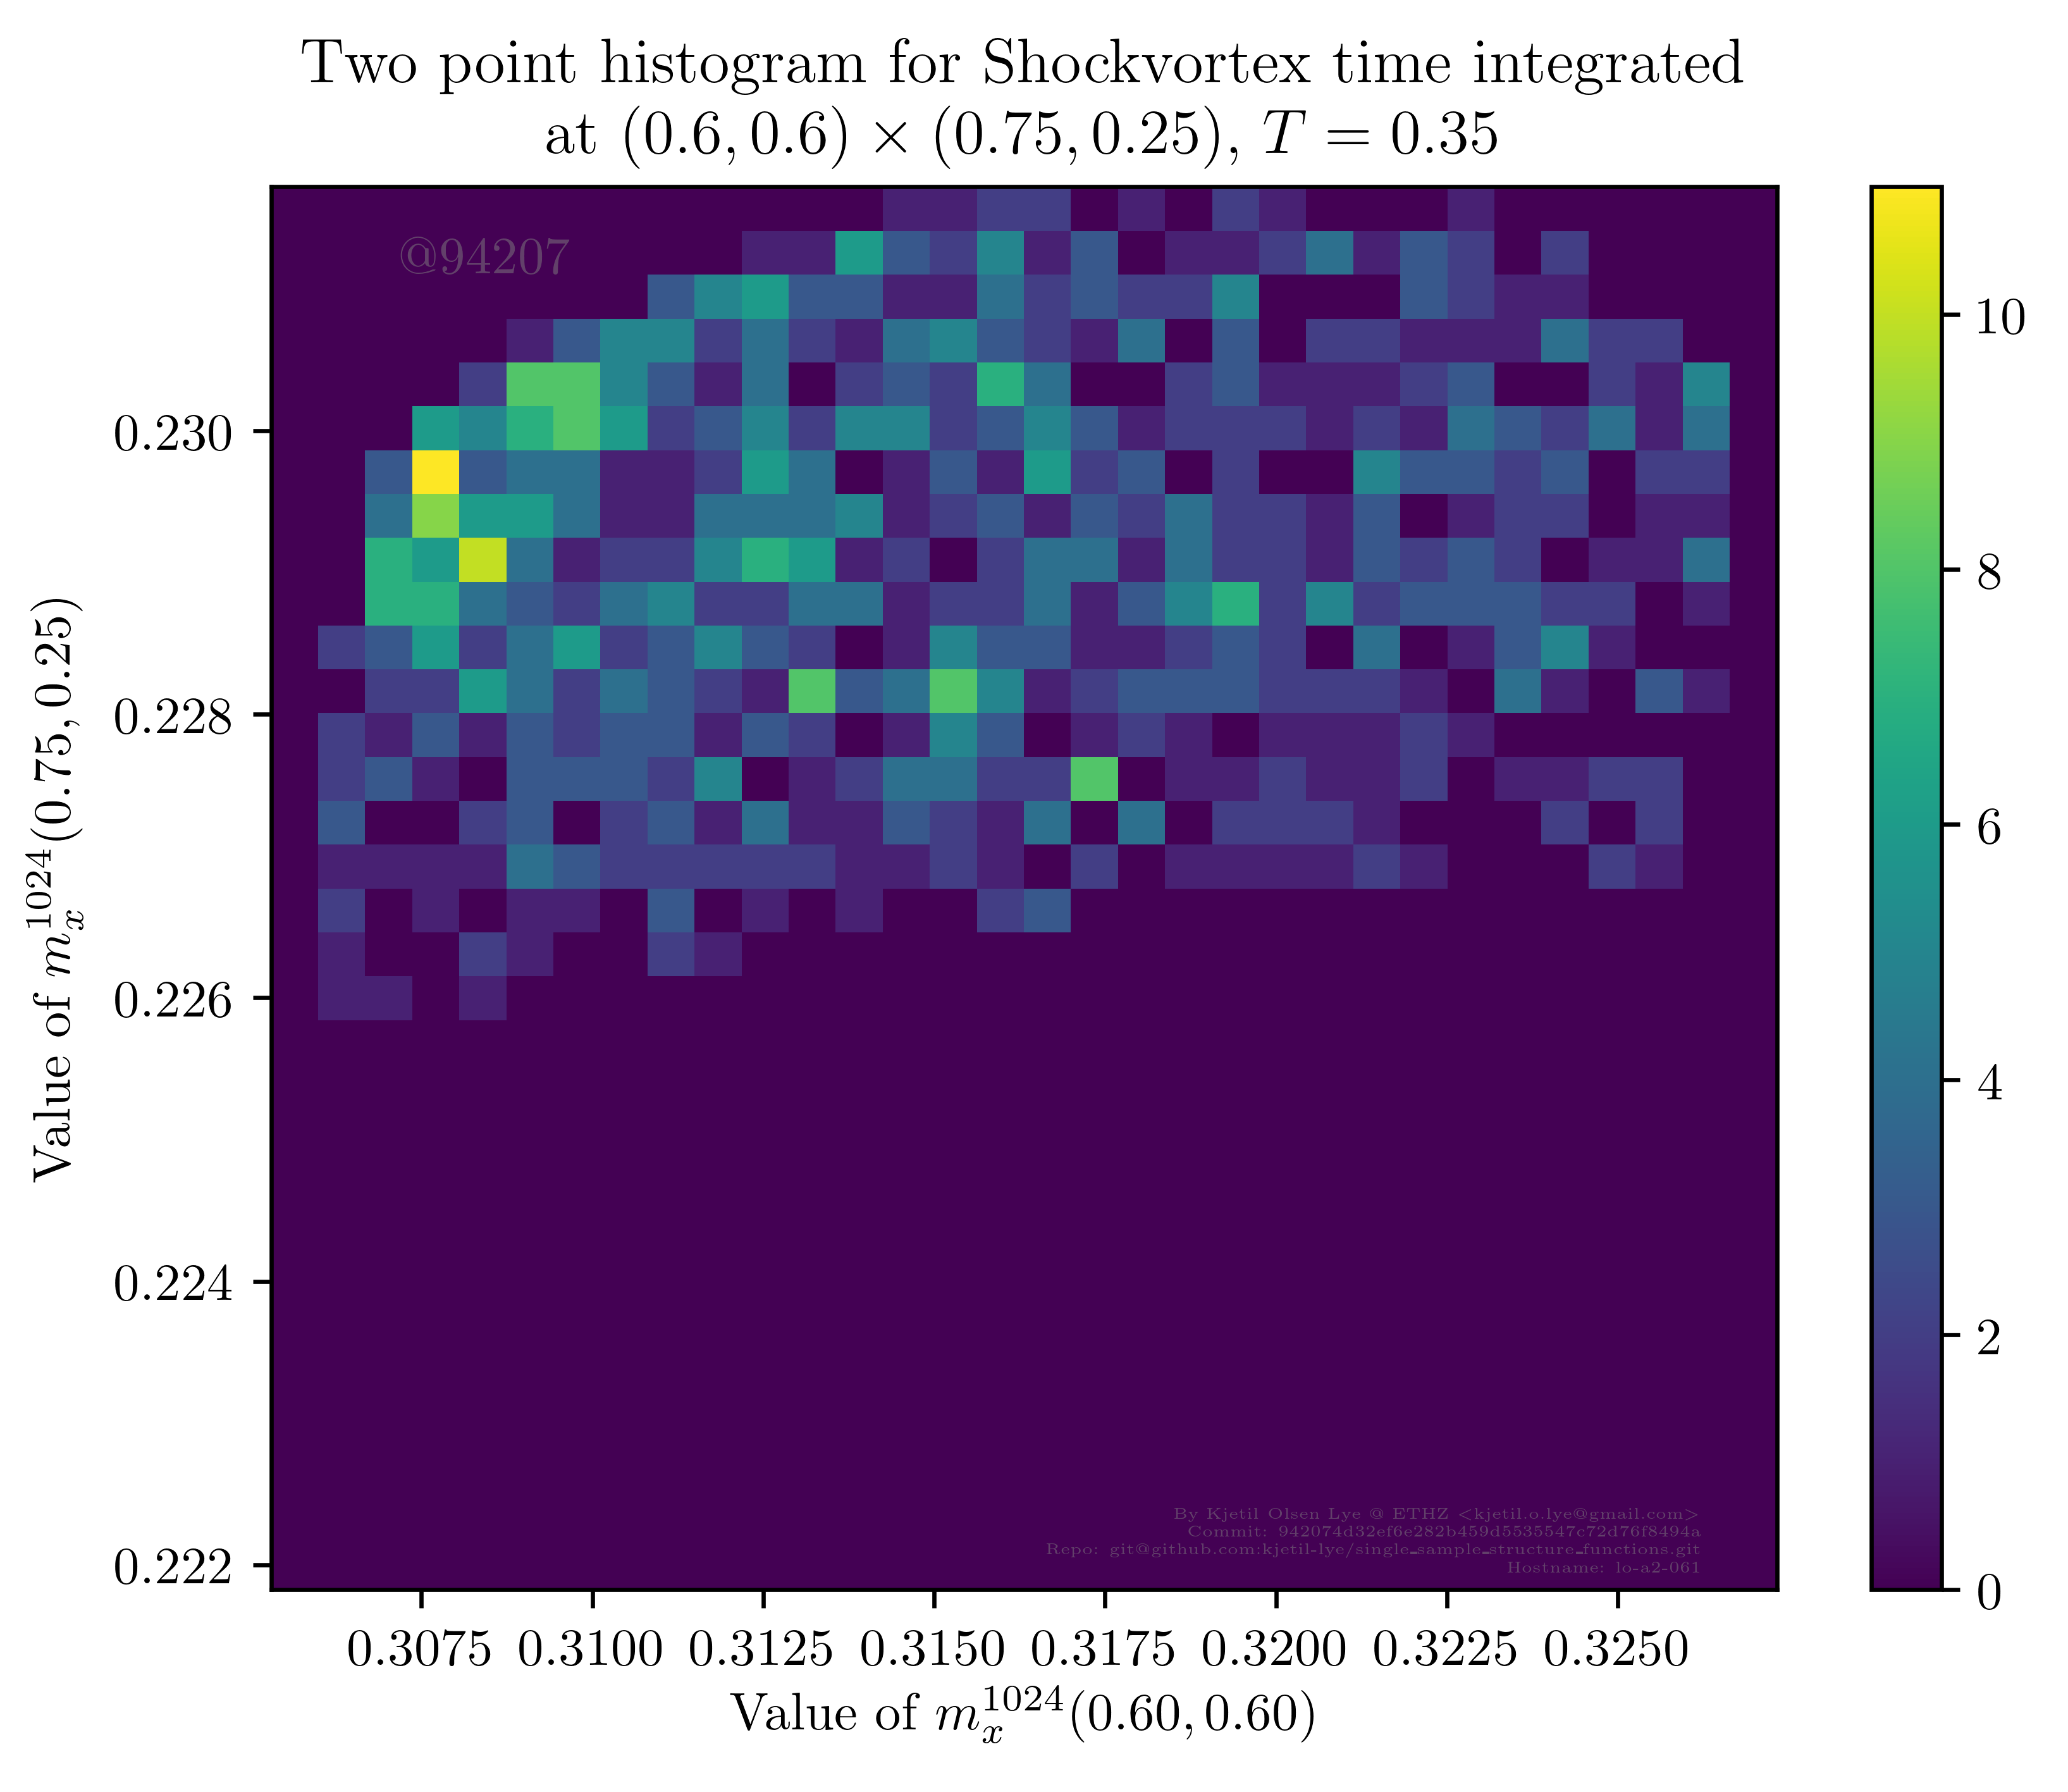 Two point histogram for Shockvortex time integrated
at (0.6, 0.6) × (0.75, 0.25), T = 0.35
@94207
Value of m_x^1024(0.75, 0.25)
0.230
0.228
0.226
0.224
0.222
10
8
6
4
2
0
By Kjetil Olsen Lye @ ETHZ <kjetil.o.lye@gmail.com>
Commit: 942074d32ef6e282b459d5535547c72d76f8494a
Repo: git@github.com:kjetil-lye/single_sample_structure_functions.git
Hostname: lo-a2-061
0.3075 0.3100 0.3125 0.3150 0.3175 0.3200 0.3225 0.3250
Value of m_x^1024(0.60, 0.60)